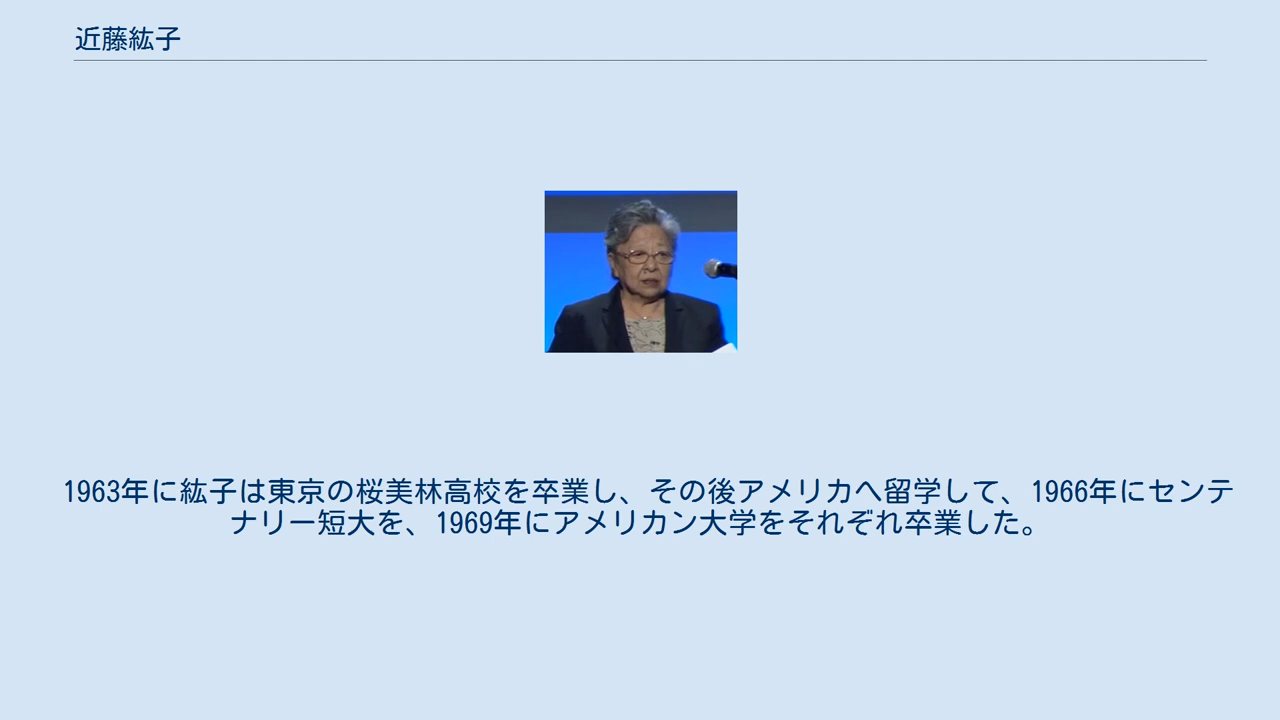 近藤紘子
1963年に紘子は東京の桜美林高校を卒業し、その後アメリカへ留学して、1966年にセンテ
ナリー短大を、1969年にアメリカン大学をそれぞれ卒業した。